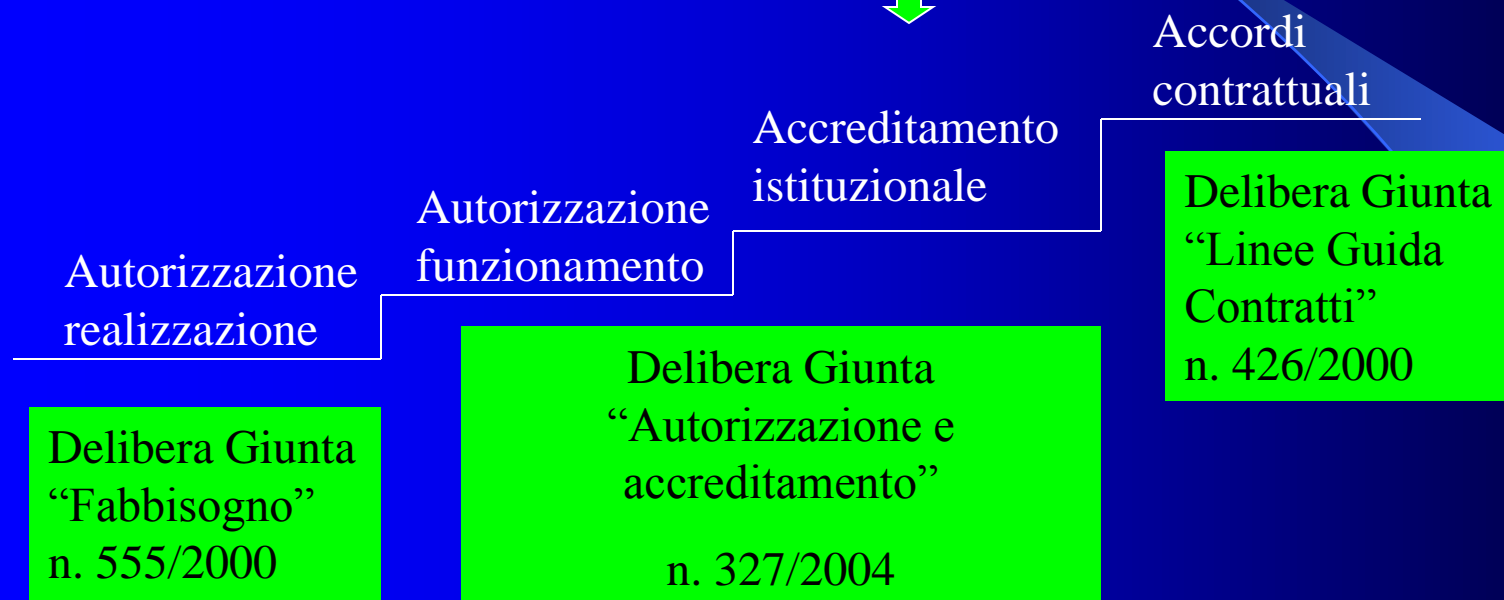 Accordi
contrattuali
Accreditamento
istituzionale
Autorizzazione
funzionamento
Autorizzazione
realizzazione
Delibera Giunta
“Linee Guida
Contratti”
n. 426/2000
Delibera Giunta
“Autorizzazione e
accreditamento”
n. 327/2004
Delibera Giunta
“Fabbisogno”
n. 555/2000